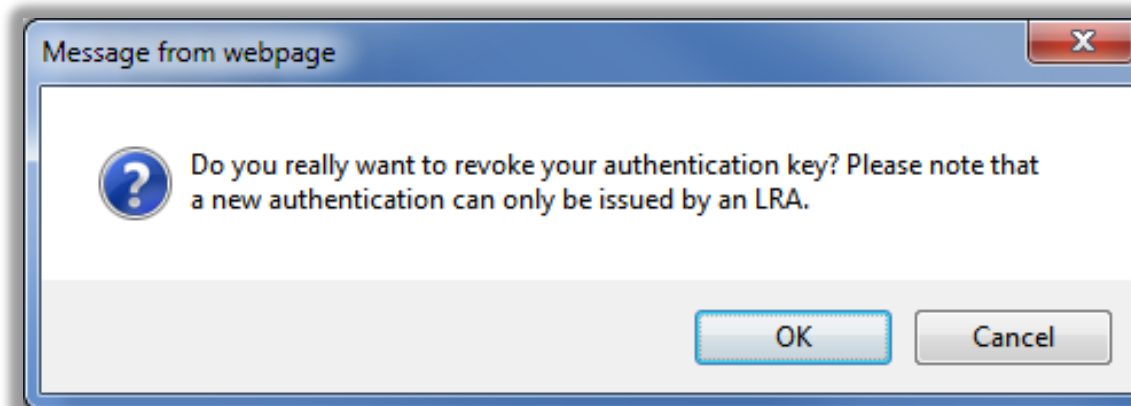 Message from webpage
Do you really want to revoke your authentication key? Please note that
a new authentication can only be issued by an LRA.
OK
Cancel